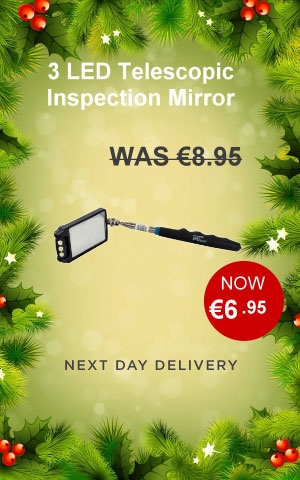 3 LED Telescopic
Inspection Mirror
WAS €8.95
NOW
€6.95
NEXT DAY DELIVERY